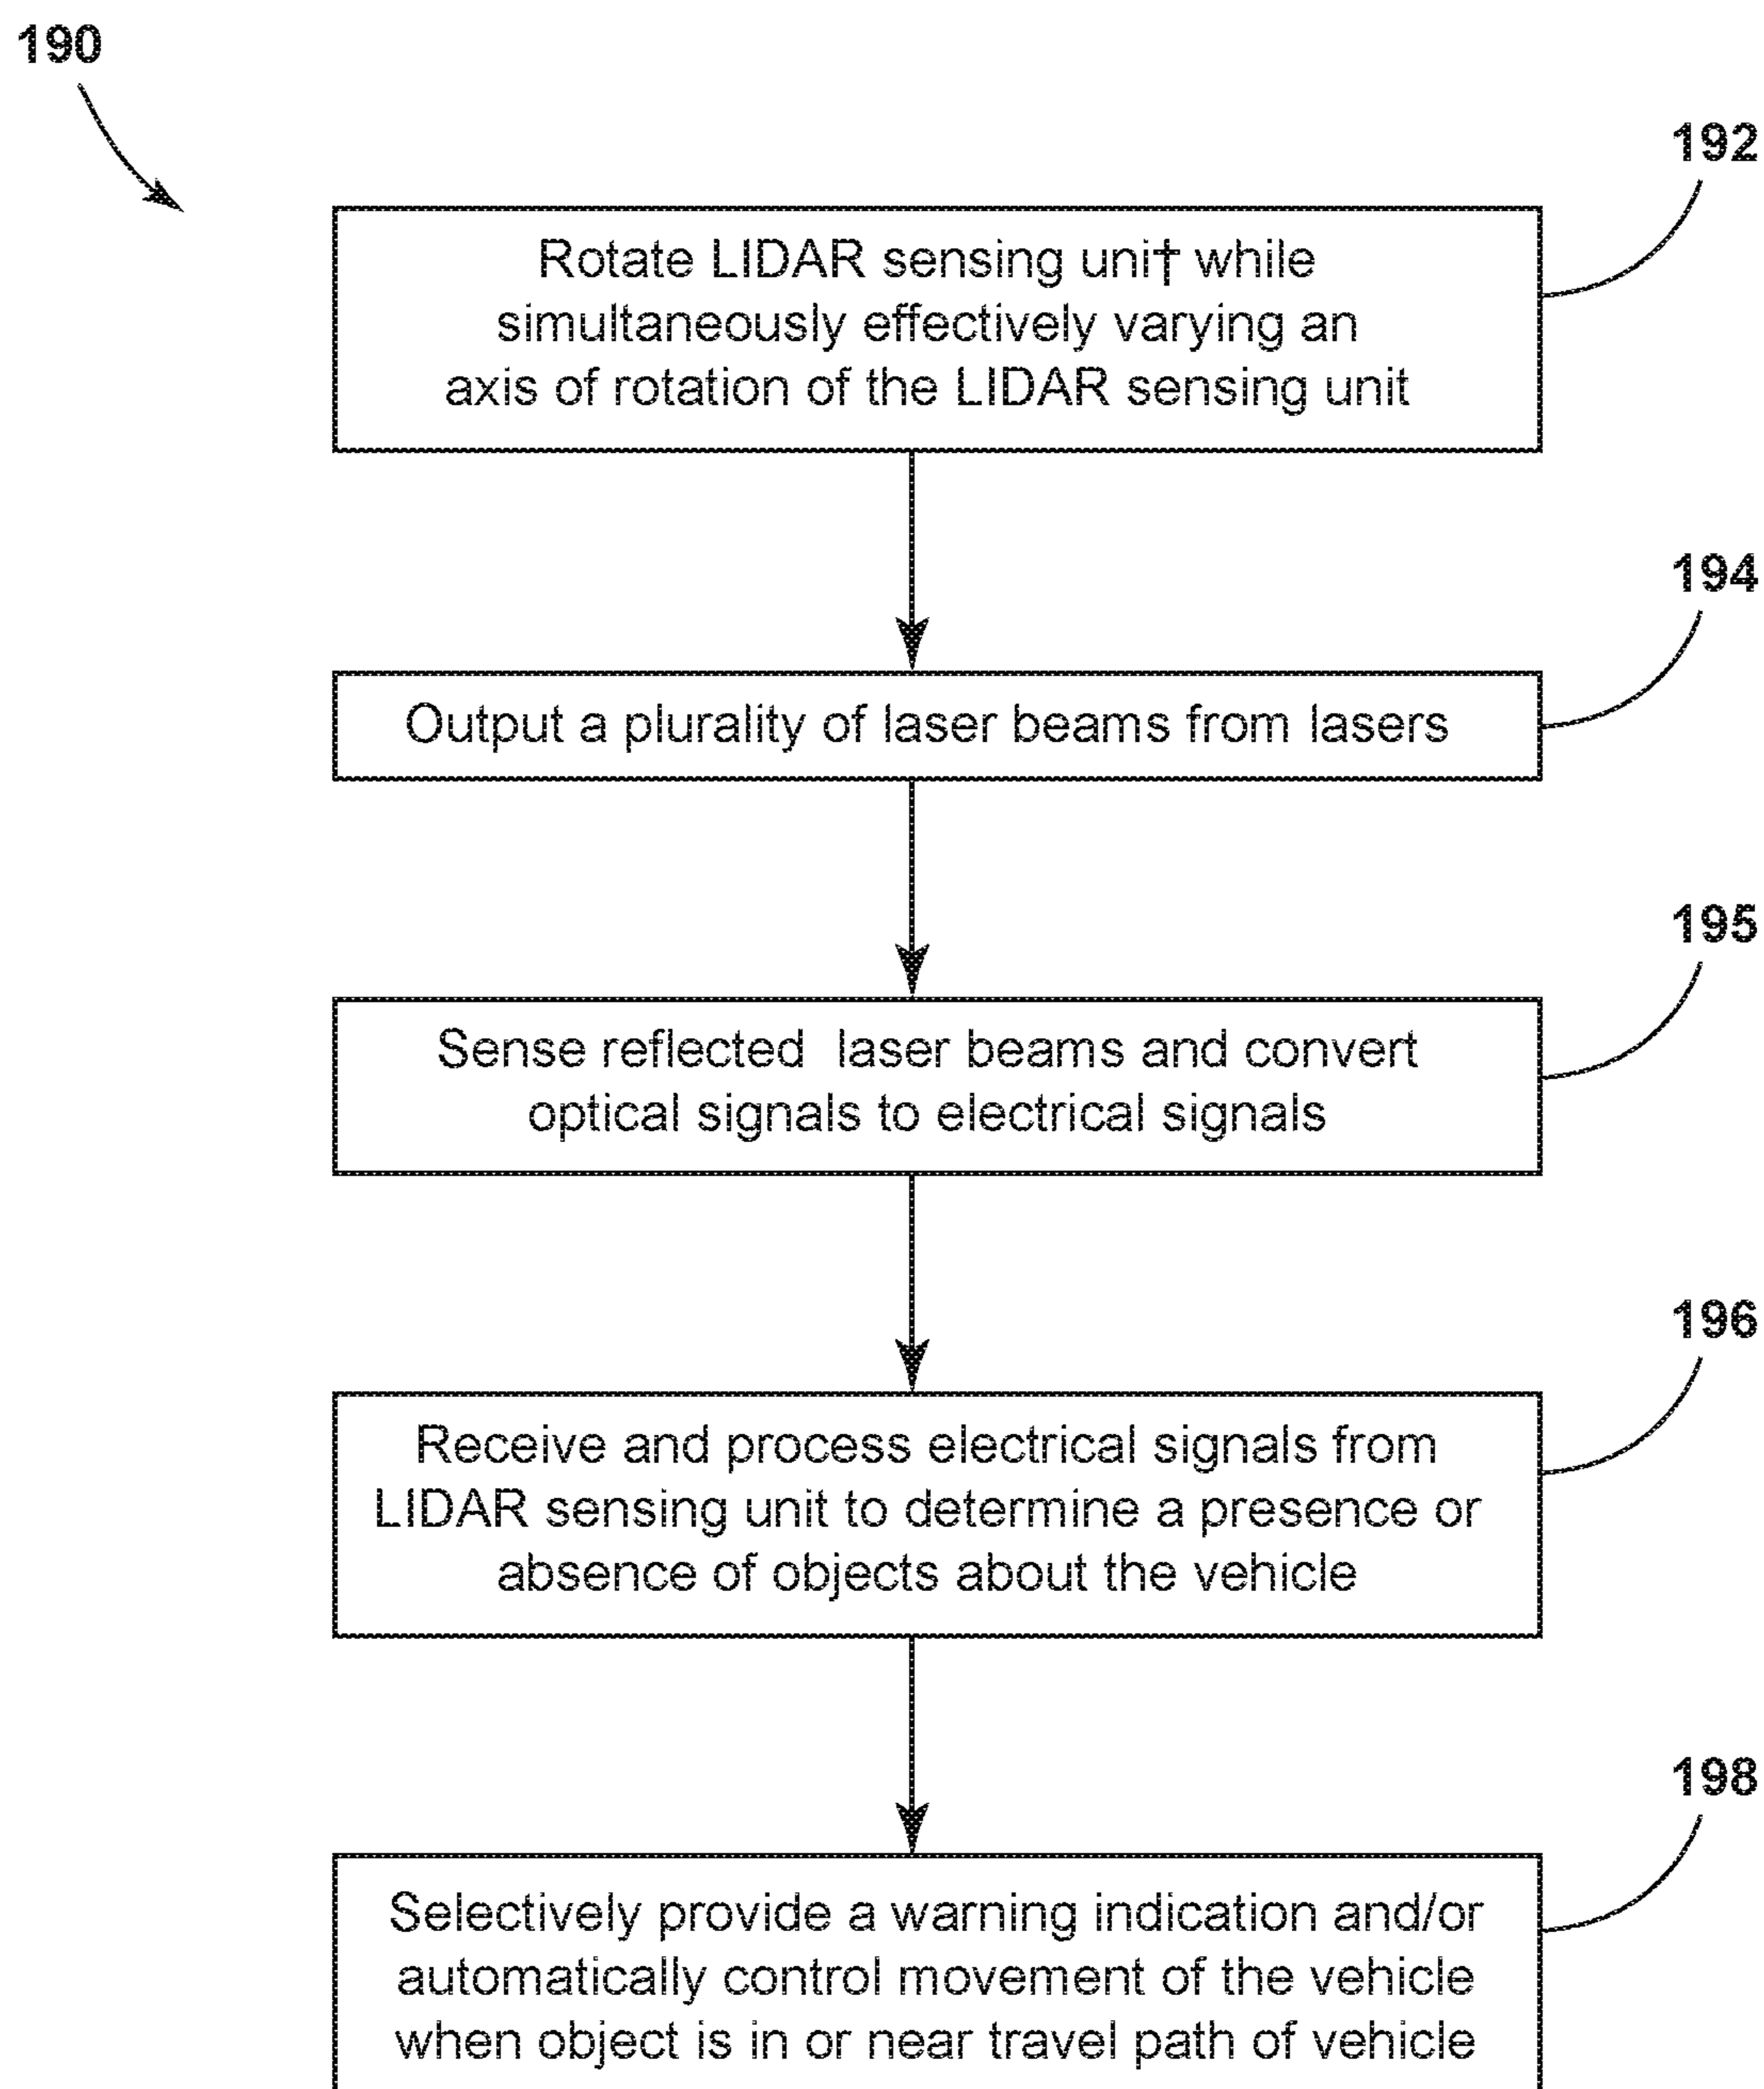 190
192
Rotate LIDAR sensing uni† while
simultaneously effectively varying an
axis of rotation of the LIDAR sensing unit
194
Output a plurality of laser beams from lasers
195
Sense reflected  laser beams and convert
optical signals to electrical signals
196
Receive and process electrical signals from
LIDAR sensing unit to determine a presence or
absence of objects about the vehicle
198
Selectively provide a warning indication and/or
automatically control movement of the vehicle
when object is in or near travel path of vehicle